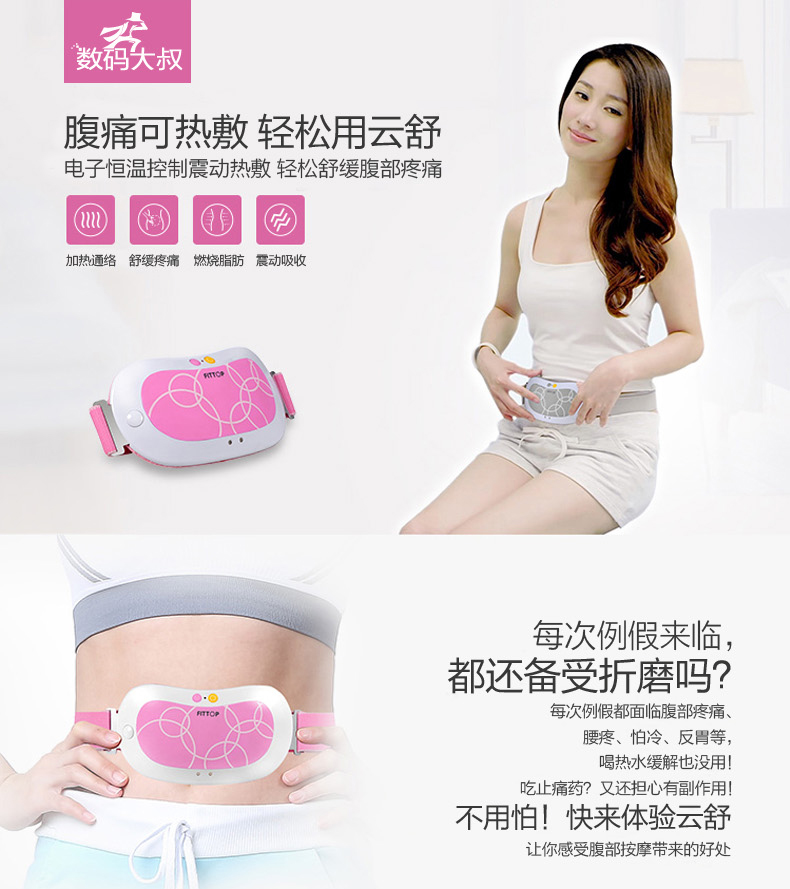 数码大叔
腹痛可热敷 轻松用云舒
电子恒温控制震动热敷 轻松舒缓腹部疼痛
加热通络 舒缓疼痛 燃烧脂肪 震动吸收
FITTOP
每次例假来临，
都还备受折磨吗？
每次例假都面临腹部疼痛、
腰疼、怕冷、反胃等，
喝热水缓解也没用！
吃止痛药？又还担心有副作用！
不用怕！快来体验云舒
让你感受腹部按摩带来的好处
FITTOP